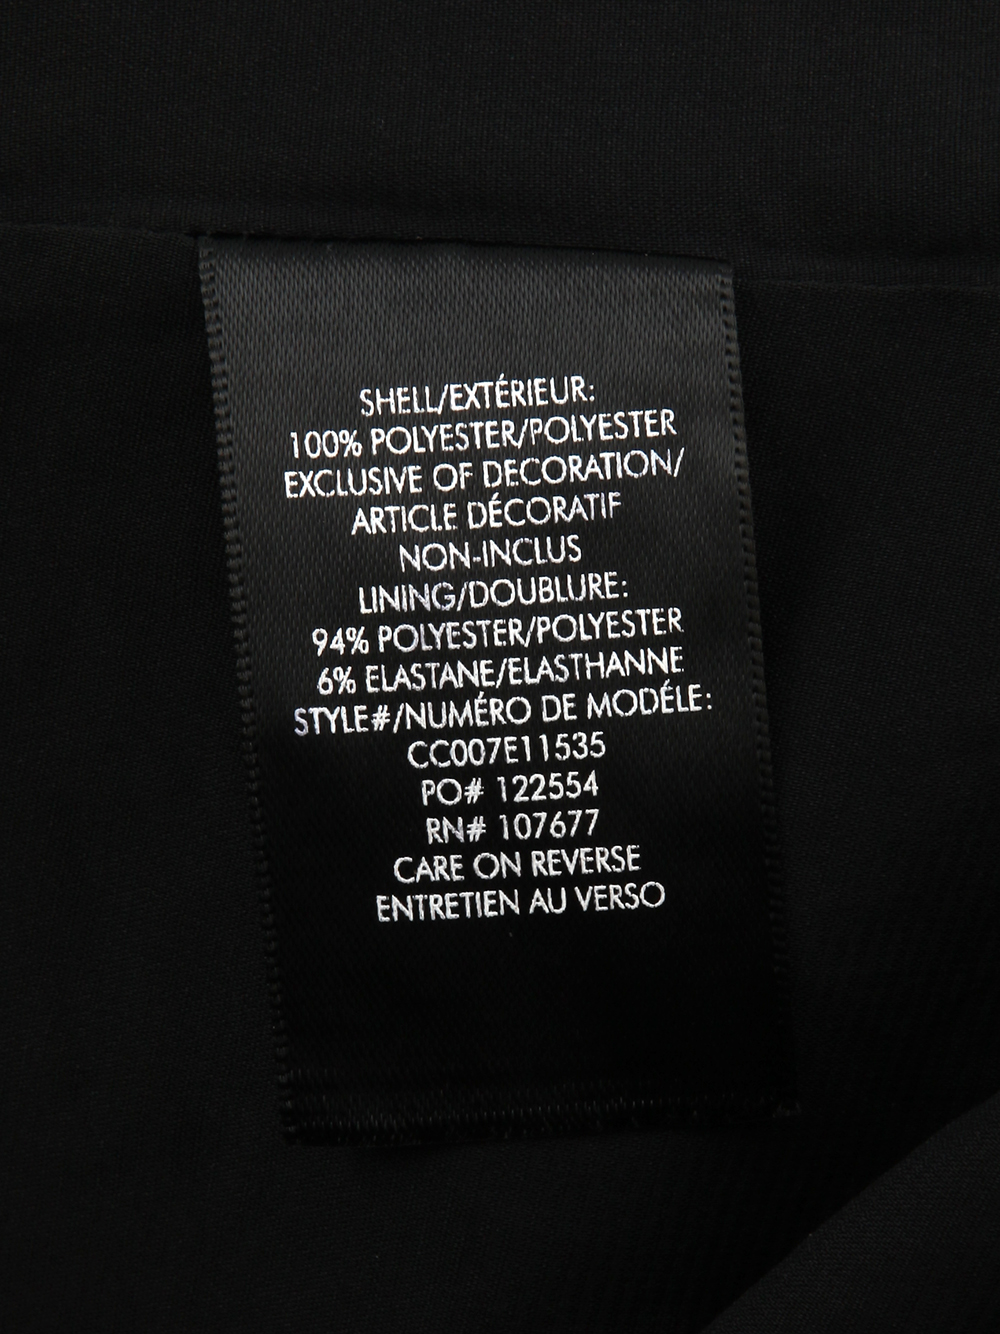 SHELL/EXTÉRIEUR:
100% POLYESTER/POLYESTER
EXCLUSIVE OF DECORATION/
ARTICLE DÉCORATIF
NON-INCLUS
LINING/DOUBLURE:
94% POLYESTER/POLYESTER
6% ELASTANE/ELASTHANNE
STYLE#/NUMÉRO DE MODÉLE:
CC007E11535
PO# 122554
RN# 107677
CARE ON REVERSE
ENTRETIEN AU VERSO